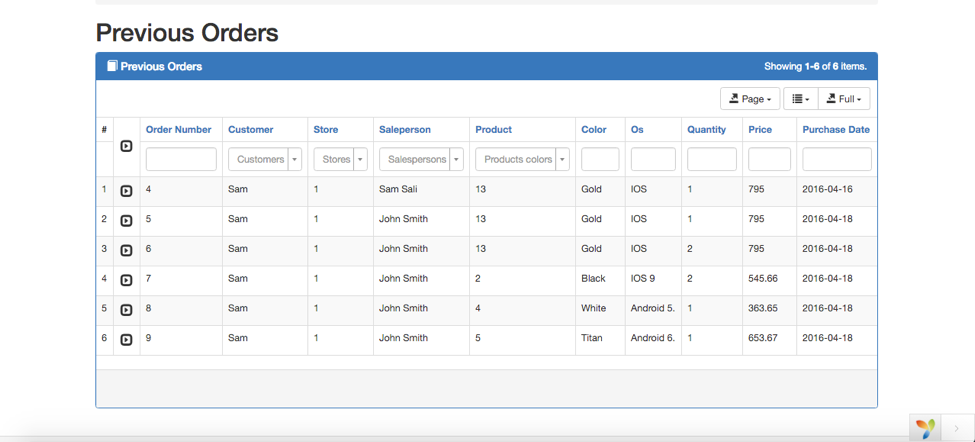 Previous Orders
Previous Orders Showing 1-6 of 6 items.
Page Full
# Order Number Customer Store Saleperson Product Color Os Quantity Price Purchase Date
Customers Stores Salespersons Products colors
1 4 Sam 1 Sam Sali 13 Gold IOS 1 795 2016-04-16
2 5 Sam 1 John Smith 13 Gold IOS 1 795 2016-04-18
3 6 Sam 1 John Smith 13 Gold IOS 2 795 2016-04-18
4 7 Sam 1 John Smith 2 Black IOS 9 2 545.66 2016-04-18
5 8 Sam 1 John Smith 4 White Android 5. 1 363.65 2016-04-18
6 9 Sam 1 John Smith 5 Titan Android 6. 1 653.67 2016-04-18